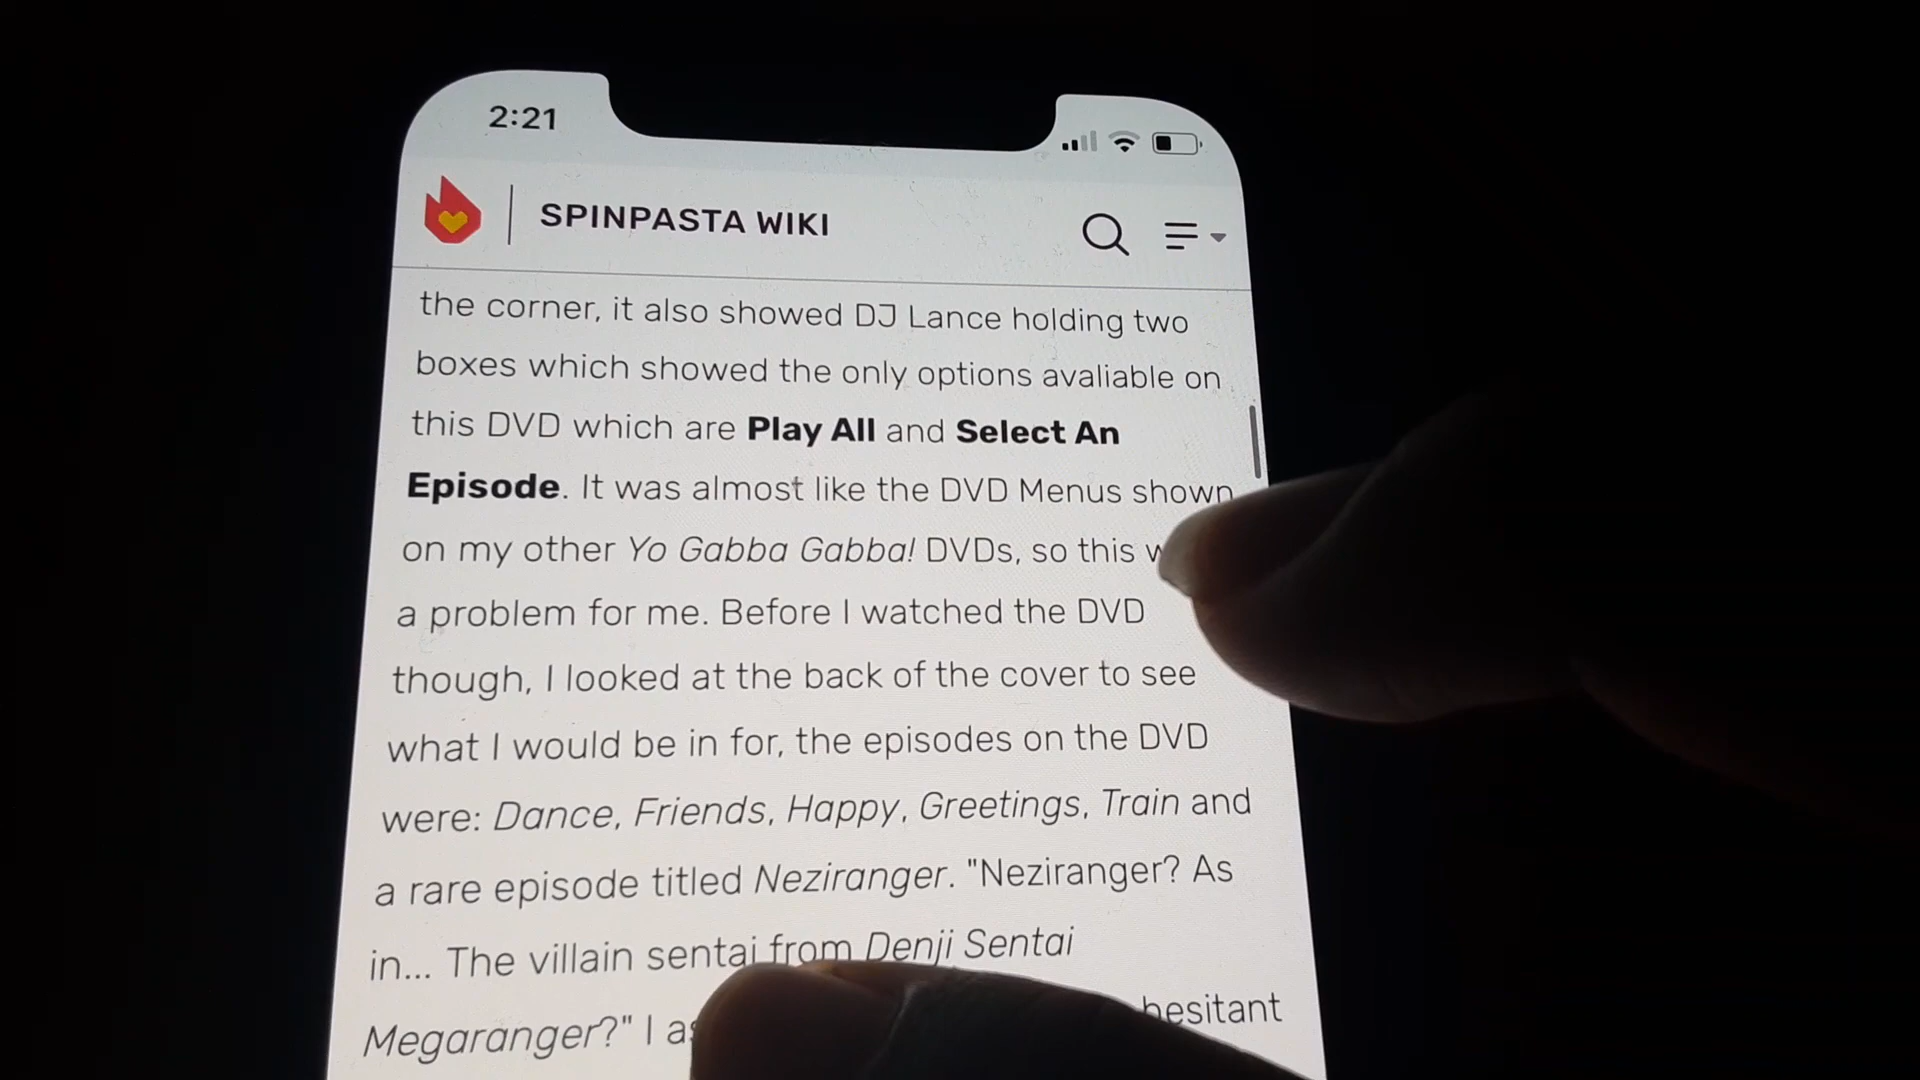 2:21
SPINPASTA WIKI
the corner, it also showed DJ Lance holding two
boxes which showed the only options avaliable on
this DVD which are Play All and Select An
Episode. It was almost like the DVD Menus shown
on my other Yo Gabba Gabba! DVDs, so this
a problem for me. Before I watched the DVD
though, I looked at the back of the cover to see
what I would be in for, the episodes on the DVD
were: Dance, Friends, Happy, Greetings, Train and
a rare episode titled Neziranger. "Neziranger? As
in... The villain sentai from Denji Sentai
Megaranger?" I hesitant